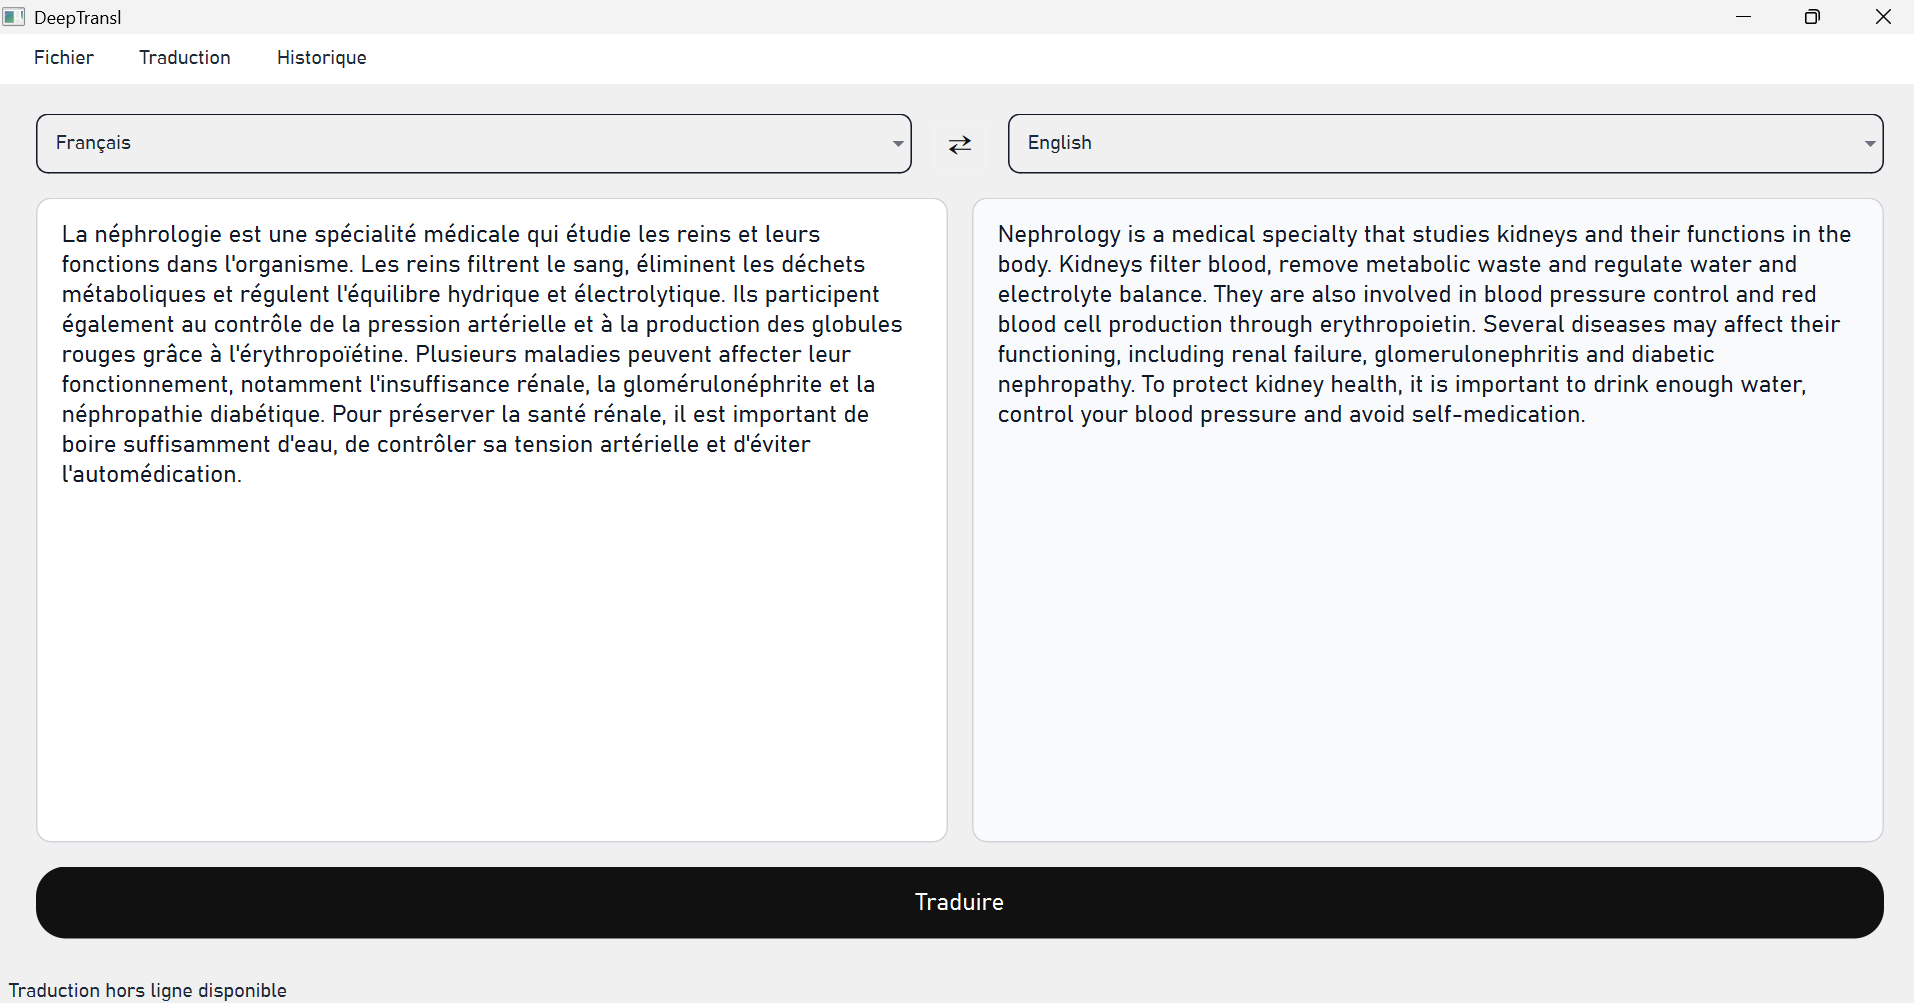 DeepTransl
Fichier Traduction Historique
Français
English
La néphrologie est une spécialité médicale qui étudie les reins et leurs
fonctions dans l'organisme. Les reins filtrent le sang, éliminent les déchets
métaboliques et régulent l'équilibre hydrique et électrolytique. Ils participent
également au contrôle de la pression artérielle et à la production des globules
rouges grâce à l'érythropoïétine. Plusieurs maladies peuvent affecter leur
fonctionnement, notamment l'insuffisance rénale, la glomérulonéphrite et la
néphropathie diabétique. Pour préserver la santé rénale, il est important de
boire suffisamment d'eau, de contrôler sa tension artérielle et d'éviter
l'automédication.
Nephrology is a medical specialty that studies kidneys and their functions in the
body. Kidneys filter blood, remove metabolic waste and regulate water and
electrolyte balance. They are also involved in blood pressure control and red
blood cell production through erythropoietin. Several diseases may affect their
functioning, including renal failure, glomerulonephritis and diabetic
nephropathy. To protect kidney health, it is important to drink enough water,
control your blood pressure and avoid self-medication.
Traduire
Traduction hors ligne disponible